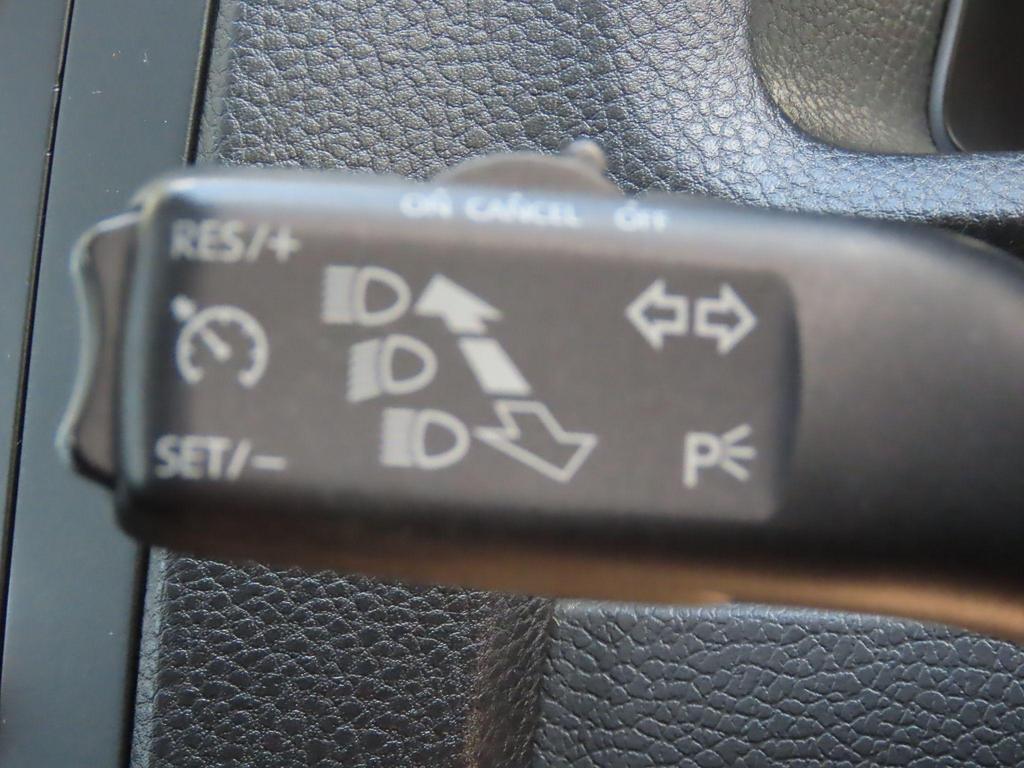 ON CANCEL OFF
RES/+
SET/-
P